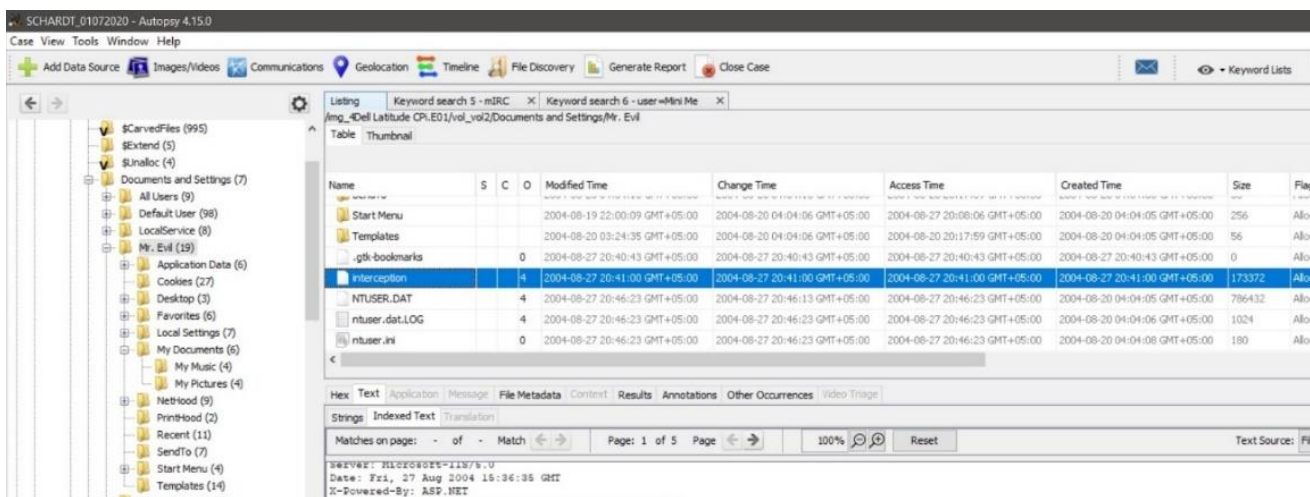 SCHARDT_01072020 - Autopsy 4.15.0
Case View Tools Window Help
Add Data Source Images/Videos Communications Geolocation Timeline File Discovery Generate Report Close Case Keyword Lists
Listing Keyword search 5 - mIRC X Keyword search 6 - user=Mini Me X
/img_4Dell Latitude CPi.E01/vol_vol2/Documents and Settings/Mr. Evil
Table Thumbnail
$CarvedFiles (995)
$Extend (5)
$Unalloc (4)
Documents and Settings (7)
All Users (9)
Default User (98)
LocalService (8)
Mr. Evil (19)
Application Data (6)
Cookies (27)
Desktop (3)
Favorites (6)
Local Settings (7)
My Documents (6)
My Music (4)
My Pictures (4)
NetHood (9)
PrintHood (2)
Recent (11)
SendTo (7)
Start Menu (4)
Templates (14)
Name S C O Modified Time Change Time Access Time Created Time Size
Start Menu 2004-08-19 22:00:09 GMT+05:00 2004-08-20 04:04:06 GMT+05:00 2004-08-27 20:08:06 GMT+05:00 2004-08-20 04:04:05 GMT+05:00 256
Templates 2004-08-20 03:24:35 GMT+05:00 2004-08-20 04:04:06 GMT+05:00 2004-08-20 20:17:59 GMT+05:00 2004-08-20 04:04:05 GMT+05:00 56
.gtk-bookmarks 0 2004-08-27 20:40:43 GMT+05:00 2004-08-27 20:40:43 GMT+05:00 2004-08-27 20:40:43 GMT+05:00 2004-08-27 20:40:43 GMT+05:00 0
interception 4 2004-08-27 20:41:00 GMT+05:00 2004-08-27 20:41:00 GMT+05:00 2004-08-27 20:41:00 GMT+05:00 2004-08-27 20:41:00 GMT+05:00 173372
NTUSER.DAT 4 2004-08-27 20:46:23 GMT+05:00 2004-08-27 20:46:13 GMT+05:00 2004-08-27 20:46:23 GMT+05:00 2004-08-20 04:04:05 GMT+05:00 786432
ntuser.dat.LOG 4 2004-08-27 20:46:23 GMT+05:00 2004-08-27 20:46:23 GMT+05:00 2004-08-27 20:46:23 GMT+05:00 2004-08-20 04:04:06 GMT+05:00 1024
ntuser.ini 0 2004-08-27 20:46:23 GMT+05:00 2004-08-27 20:46:23 GMT+05:00 2004-08-27 20:46:23 GMT+05:00 2004-08-20 04:04:08 GMT+05:00 180
Hex Text Application Message File Metadata Context Results Annotations Other Occurrences Video Triage
Strings Indexed Text Translation
Matches on page: - of - Match Page: 1 of 5 Page 100% Reset Text Source:
Server: Microsoft-IIS/5.0
Date: Fri, 27 Aug 2004 15:36:35 GMT
X-Powered-By: ASP.NET